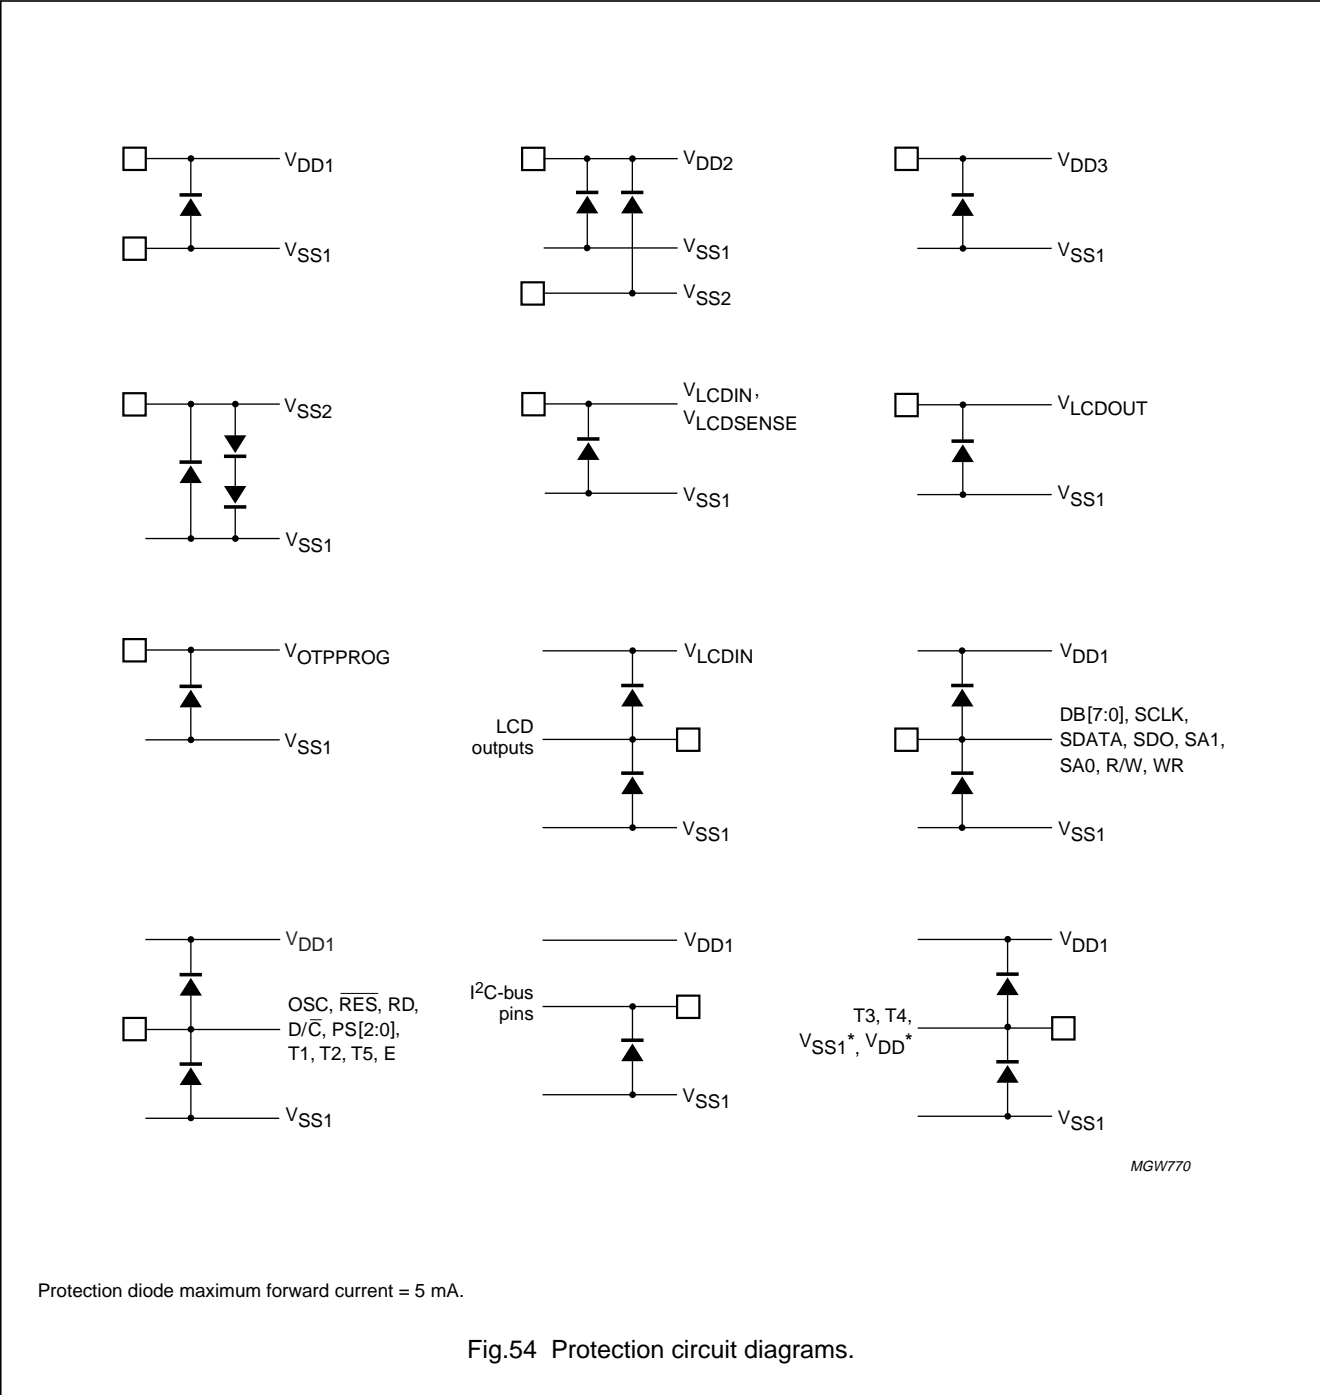 VDD1
VSS1
VDD2
VSS1
VSS2
VDD3
VSS1
VSS2
VSS1
VLCDIN,
VLCDSENSE
VSS1
VLCDOUT
VSS1
VOTPPROG
VSS1
VLCDIN
LCD
outputs
VSS1
VDD1
DB[7:0], SCLK,
SDATA, SDO, SA1,
SA0, R/W, WR
VSS1
VDD1
OSC, R̅E̅S̅, RD,
D/C̅, PS[2:0],
T1, T2, T5, E
VSS1
VDD1
I²C-bus
pins
VSS1
VDD1
T3, T4,
VSS1*, VDD*
VSS1
MGW770
Protection diode maximum forward current = 5 mA.
Fig.54 Protection circuit diagrams.